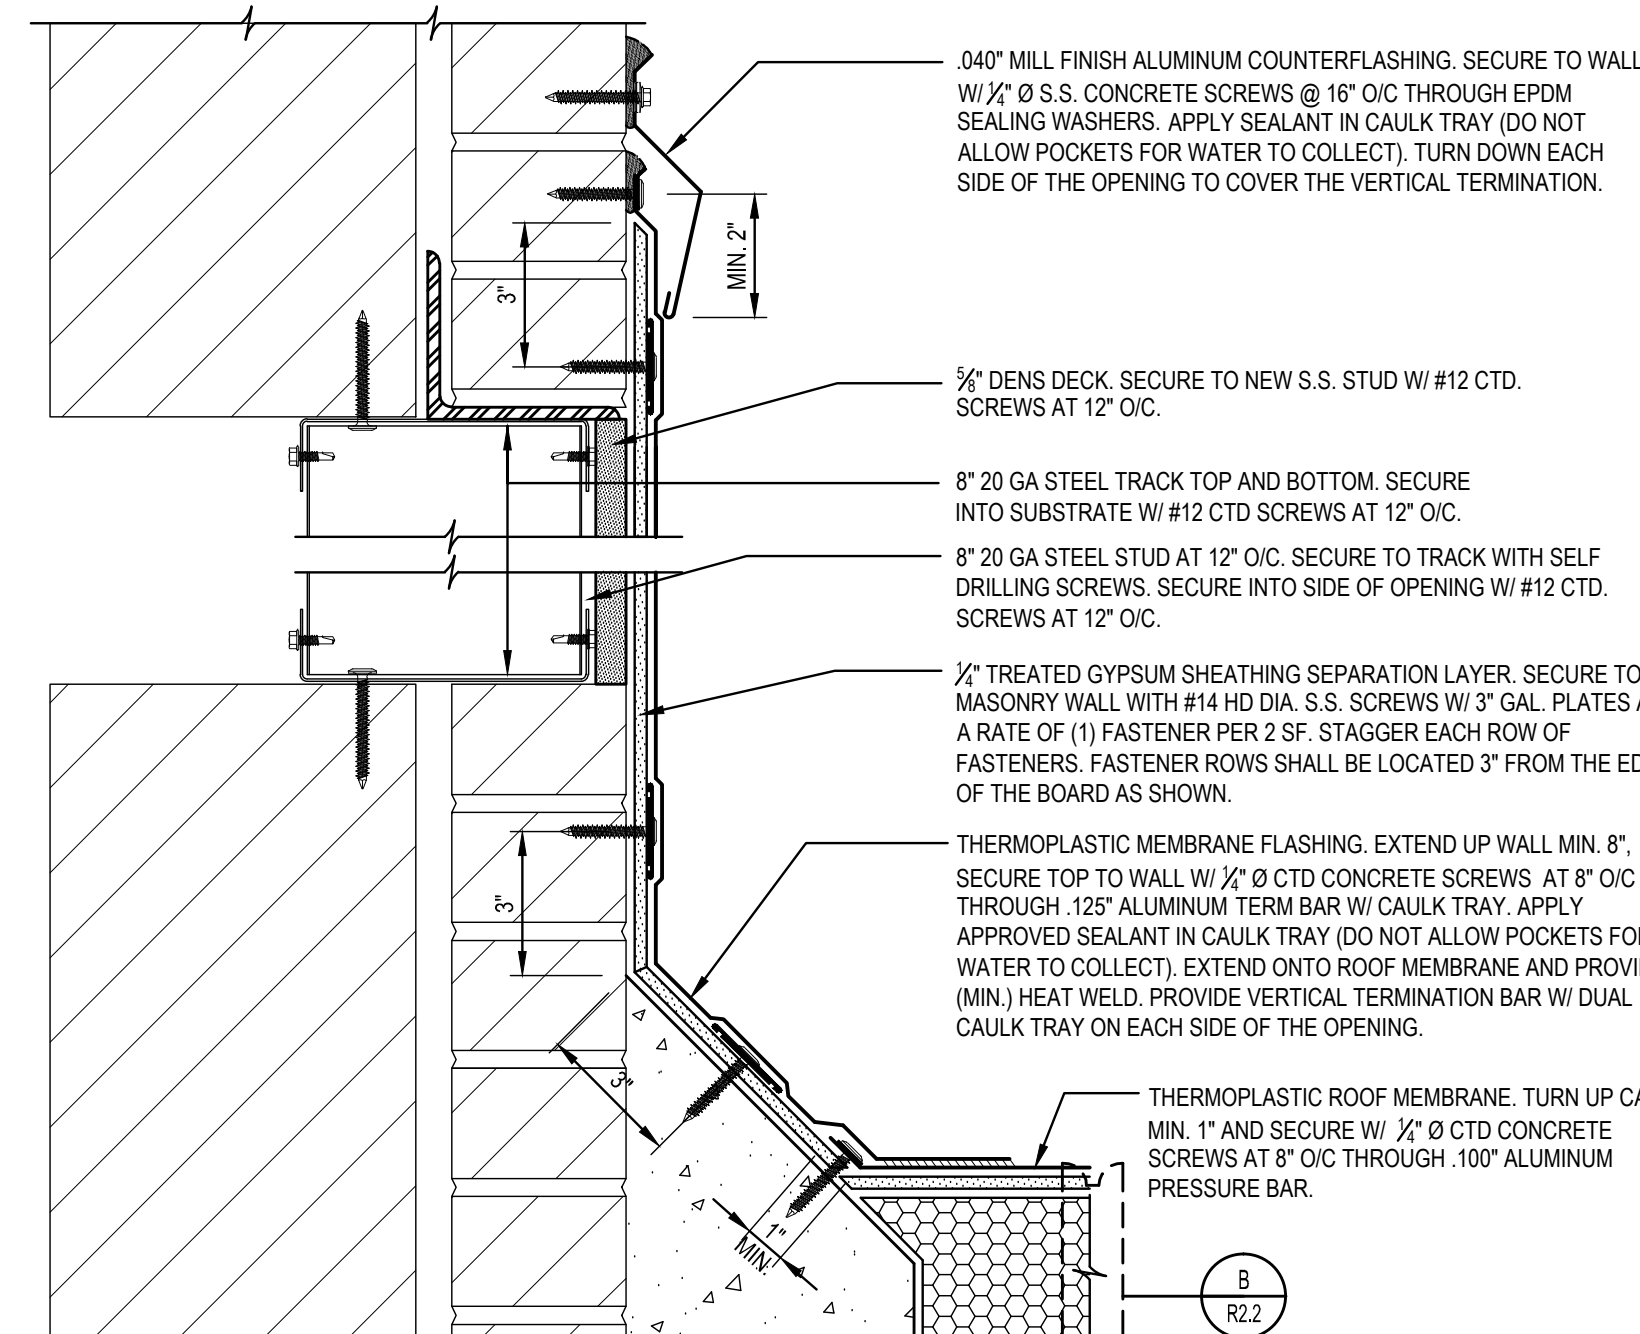 .040" MILL FINISH ALUMINUM COUNTERFLASHING. SECURE TO WALL
W/ 1/4" Ø S.S. CONCRETE SCREWS @ 16" O/C THROUGH EPDM
SEALING WASHERS. APPLY SEALANT IN CAULK TRAY (DO NOT
ALLOW POCKETS FOR WATER TO COLLECT). TURN DOWN EACH
SIDE OF THE OPENING TO COVER THE VERTICAL TERMINATION.
MIN. 2"
3"
5/8" DENS DECK. SECURE TO NEW S.S. STUD W/ #12 CTD.
SCREWS AT 12" O/C.
8" 20 GA STEEL TRACK TOP AND BOTTOM. SECURE
INTO SUBSTRATE W/ #12 CTD SCREWS AT 12" O/C.
8" 20 GA STEEL STUD AT 12" O/C. SECURE TO TRACK WITH SELF
DRILLING SCREWS. SECURE INTO SIDE OF OPENING W/ #12 CTD.
SCREWS AT 12" O/C.
1/4" TREATED GYPSUM SHEATHING SEPARATION LAYER. SECURE TO
MASONRY WALL WITH #14 HD DIA. S.S. SCREWS W/ 3" GAL. PLATES
A RATE OF (1) FASTENER PER 2 SF. STAGGER EACH ROW OF
FASTENERS. FASTENER ROWS SHALL BE LOCATED 3" FROM THE
OF THE BOARD AS SHOWN.
3"
THERMOPLASTIC MEMBRANE FLASHING. EXTEND UP WALL MIN. 8",
SECURE TOP TO WALL W/ 1/4" Ø CTD CONCRETE SCREWS AT 8" O/C
THROUGH .125" ALUMINUM TERM BAR W/ CAULK TRAY. APPLY
APPROVED SEALANT IN CAULK TRAY (DO NOT ALLOW POCKETS
WATER TO COLLECT). EXTEND ONTO ROOF MEMBRANE AND
(MIN.) HEAT WELD. PROVIDE VERTICAL TERMINATION BAR W/ DUAL
CAULK TRAY ON EACH SIDE OF THE OPENING.
3"
THERMOPLASTIC ROOF MEMBRANE. TURN UP
MIN. 1" AND SECURE W/ 1/4" Ø CTD CONCRETE
SCREWS AT 8" O/C THROUGH .100" ALUMINUM
PRESSURE BAR.
1"
MIN.
B
R2.2